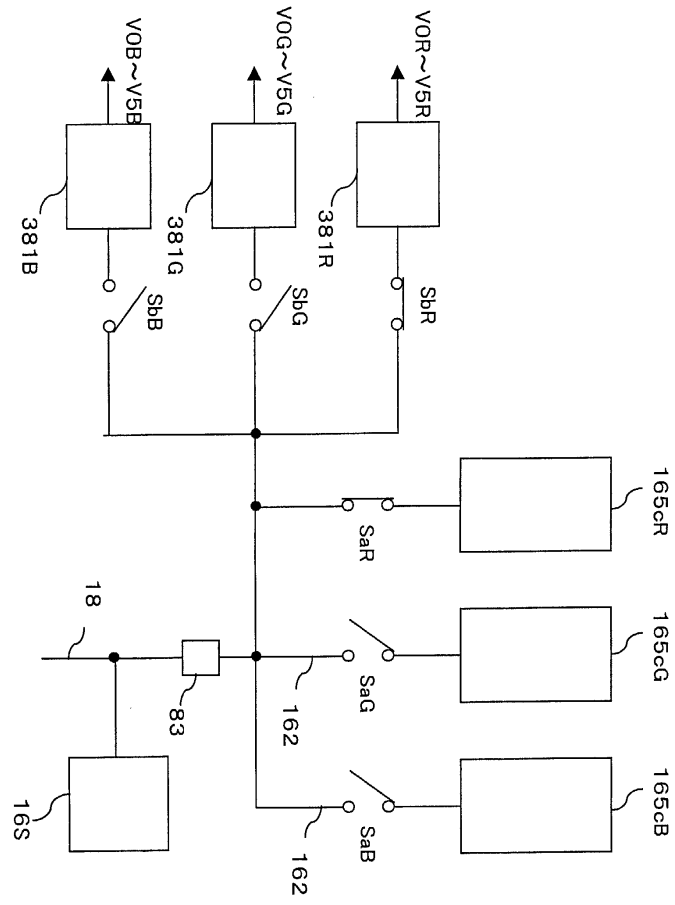 V0R~V5R
V0G~V5G
V0B~V5B
381R
381G
381B
SbR
SbG
SbB
165cR
165cG
165cB
SaR
SaG
SaB
162
162
83
18
16S